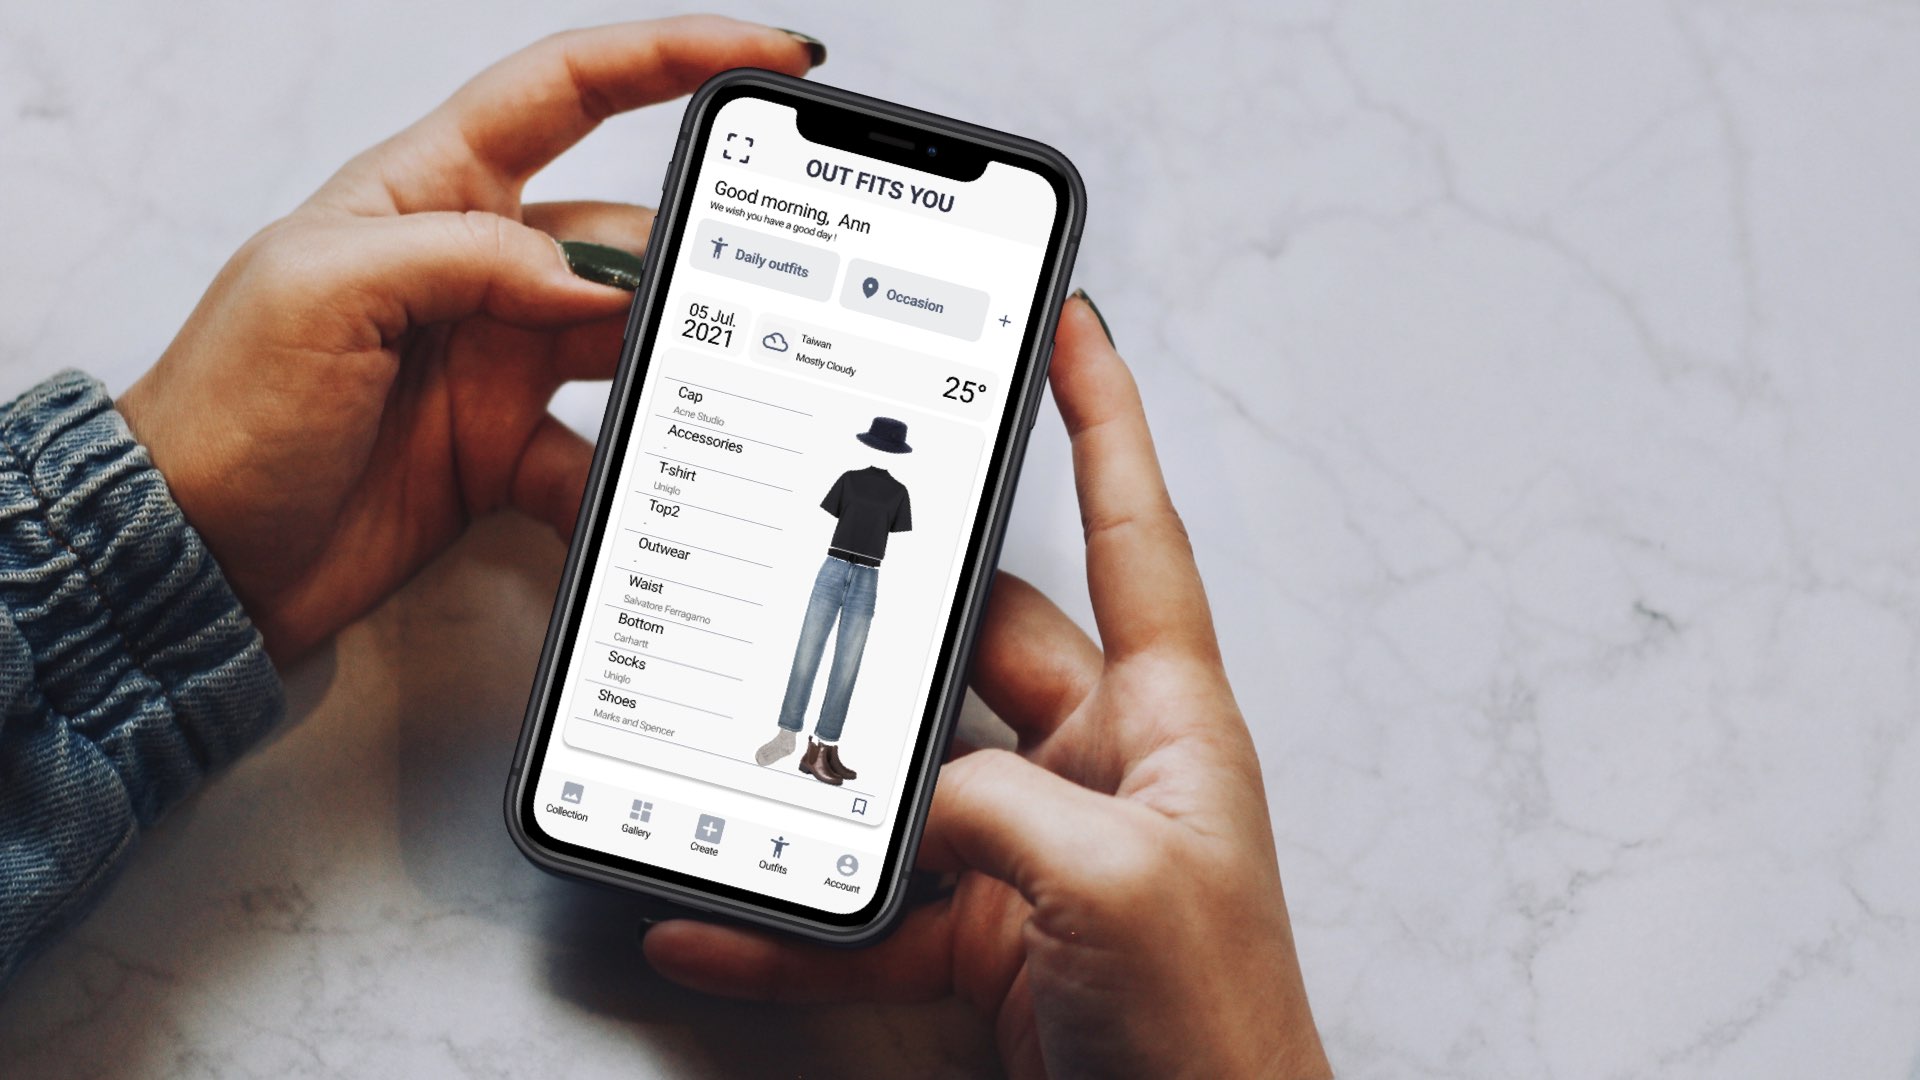 OUT FITS YOU
Good morning, Ann
We wish you have a good day !
Daily outfits
Occasion
+
05 Jul.
2021
Taiwan
Mostly Cloudy
25°
Cap
Acne Studio
Accessories
-
T-shirt
Uniqlo
Top2
-
Outwear
-
Waist
Salvatore Ferragamo
Bottom
Carhartt
Socks
Uniqlo
Shoes
Marks and Spencer
Collection
Gallery
Create
Outfits
Account